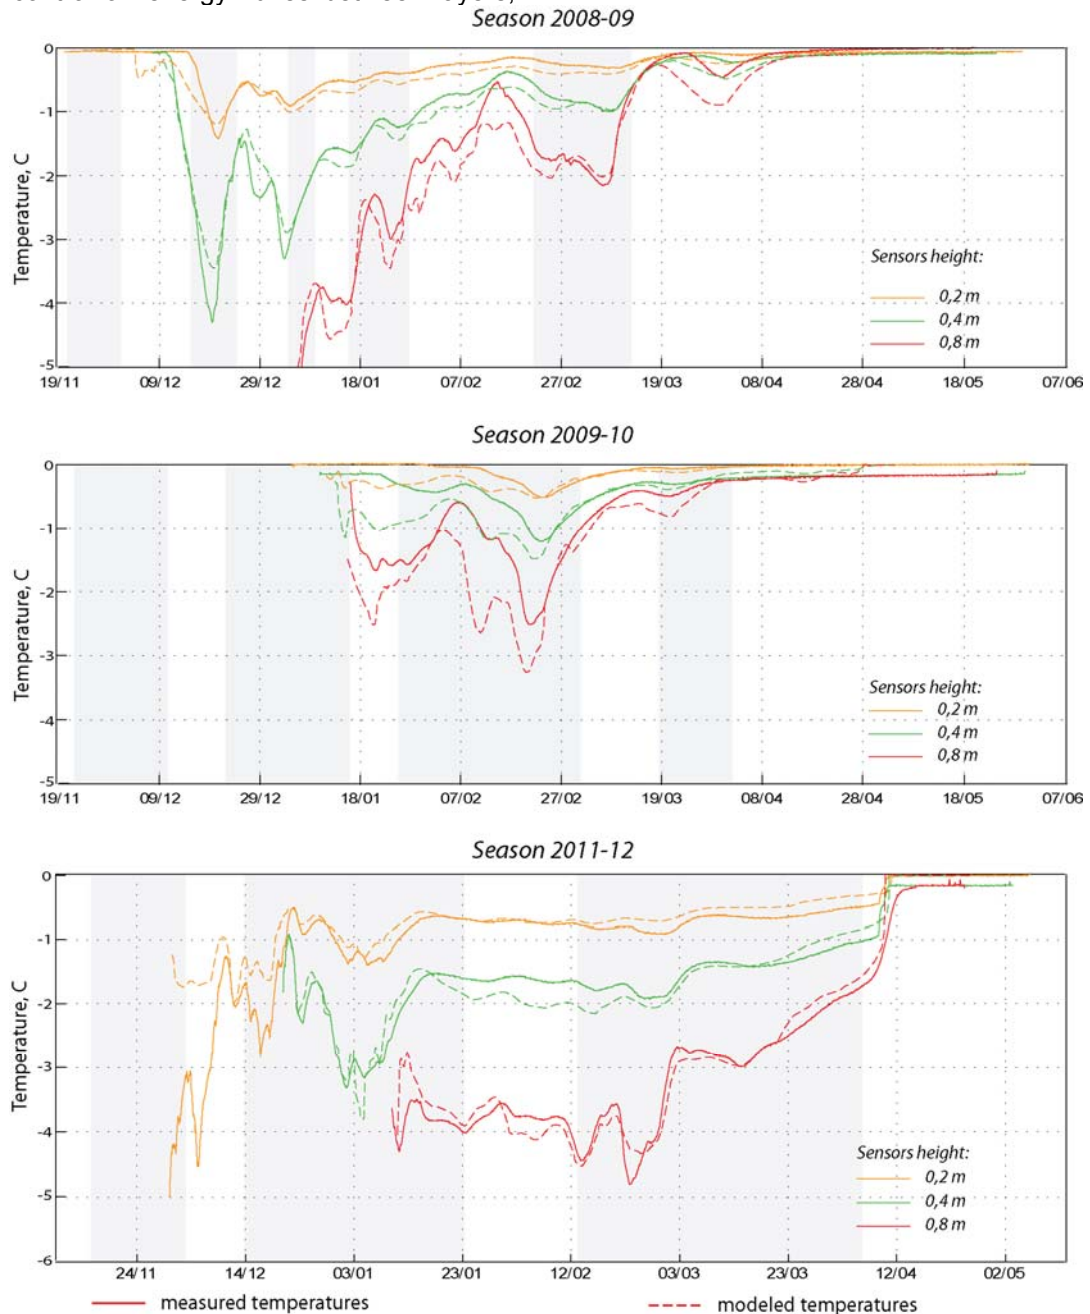 Season 2008-09
0
-1
-2
-3
-4
-5
Temperature, C
Sensors height:
0,2 m
0,4 m
0,8 m
19/11 09/12 29/12 18/01 07/02 27/02 19/03 08/04 28/04 18/05 07/06
Season 2009-10
0
-1
-2
-3
-4
-5
Temperature, C
Sensors height:
0,2 m
0,4 m
0,8 m
19/11 09/12 29/12 18/01 07/02 27/02 19/03 08/04 28/04 18/05 07/06
Season 2011-12
0
-1
-2
-3
-4
-5
-6
Temperature, C
Sensors height:
0,2 m
0,4 m
0,8 m
24/11 14/12 03/01 23/01 12/02 03/03 23/03 12/04 02/05
measured temperatures modeled temperatures